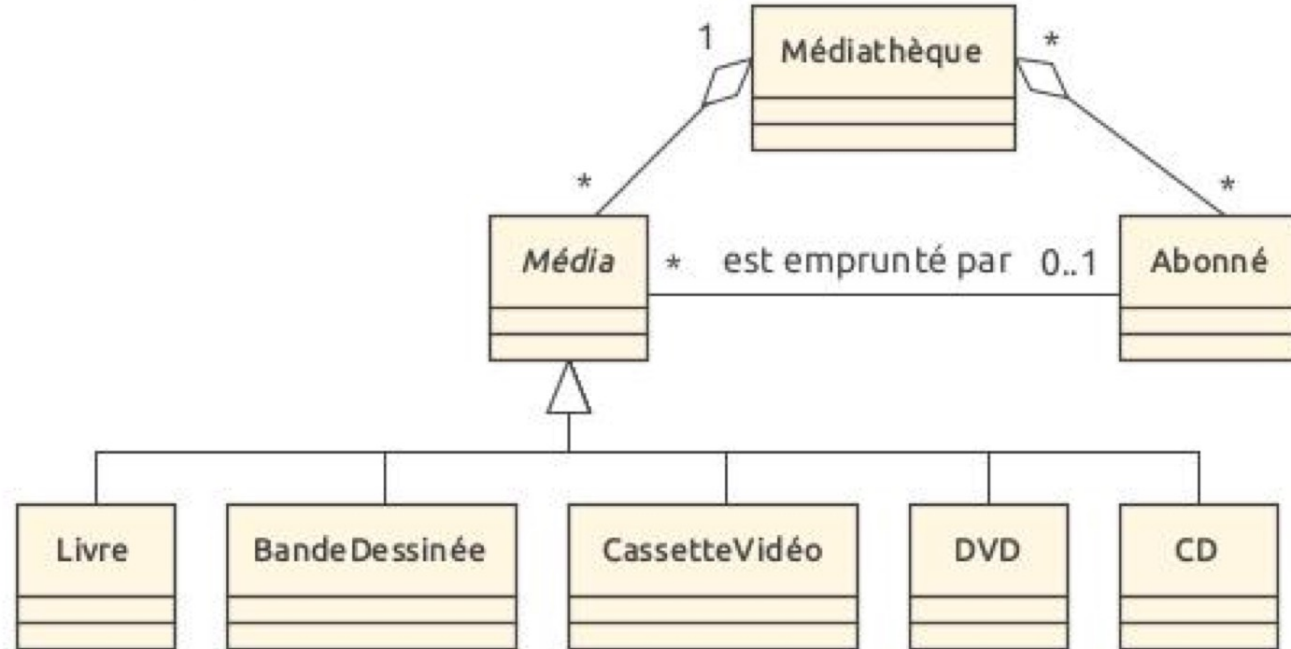 1 Médiathèque *
* *
Média * est emprunté par 0..1 Abonné
Livre BandeDessinée CassetteVidéo DVD CD